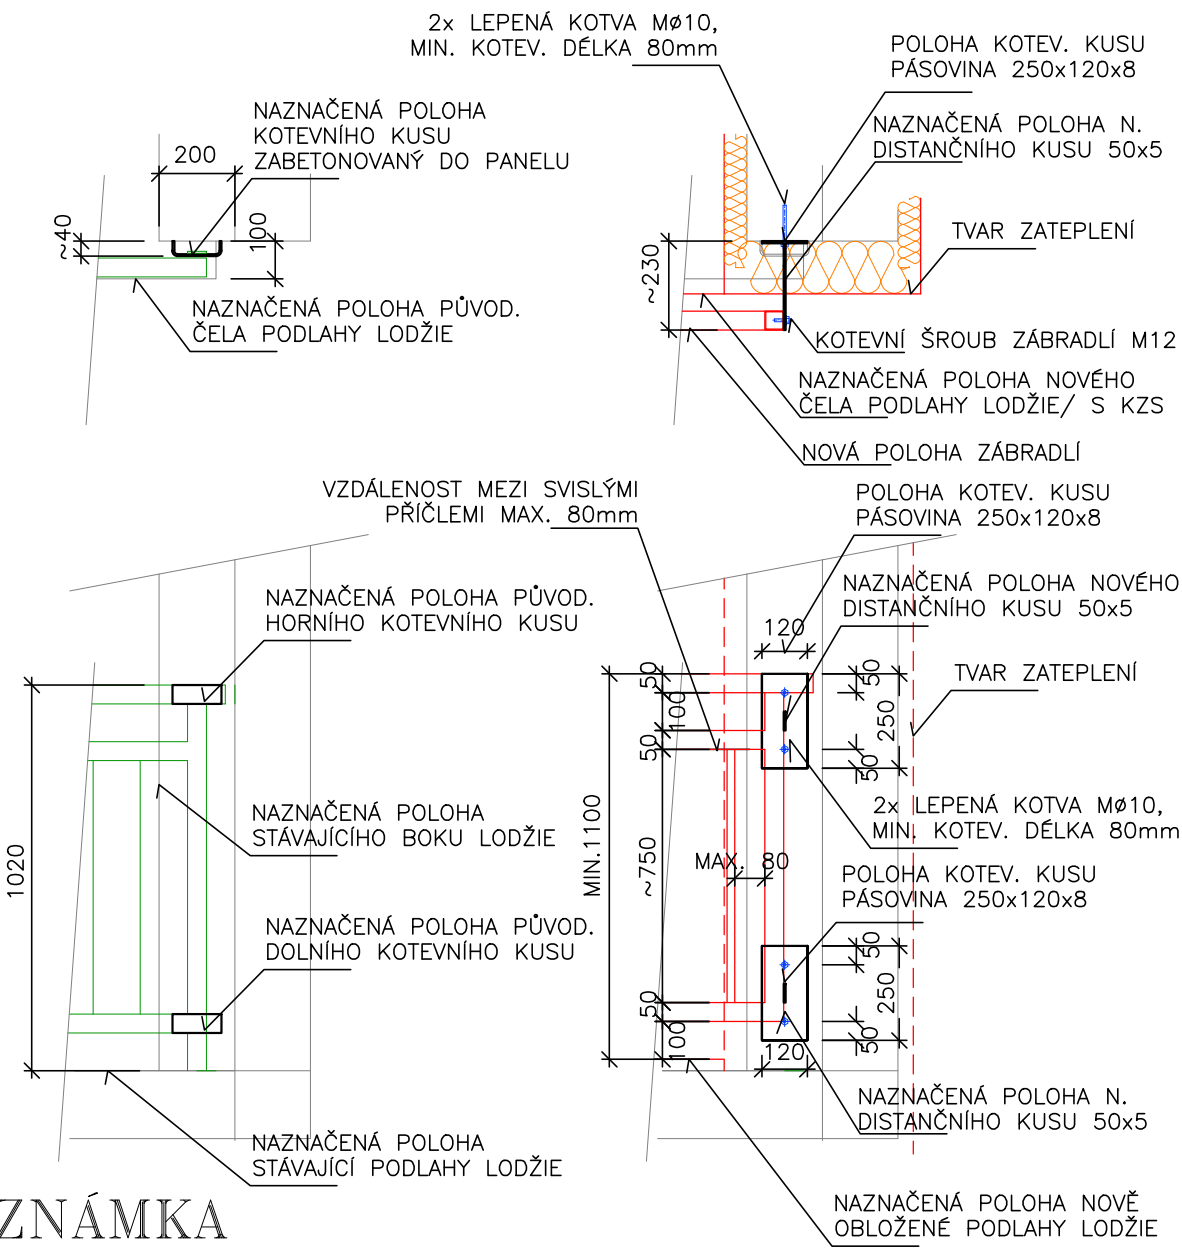 2x LEPENÁ KOTVA MØ10,
MIN. KOTEV. DÉLKA 80mm
POLOHA KOTEV. KUSU
PÁSOVINA 250x120x8
NAZNAČENÁ POLOHA
KOTEVNÍHO KUSU
ZABETONOVANÝ DO PANELU
200
~40
100
NAZNAČENÁ POLOHA PŮVOD.
ČELA PODLAHY LODŽIE
NAZNAČENÁ POLOHA N.
DISTANČNÍHO KUSU 50x5
TVAR ZATEPLENÍ
~230
KOTEVNÍ ŠROUB ZÁBRADLÍ M12
NAZNAČENÁ POLOHA NOVÉHO
ČELA PODLAHY LODŽIE/ S KZS
NOVÁ POLOHA ZÁBRADLÍ
VZDÁLENOST MEZI SVISLÝMI
PŘÍČLEMI MAX. 80mm
POLOHA KOTEV. KUSU
PÁSOVINA 250x120x8
NAZNAČENÁ POLOHA PŮVOD.
HORNÍHO KOTEVNÍHO KUSU
NAZNAČENÁ POLOHA
STÁVAJÍCÍHO BOKU LODŽIE
1020
NAZNAČENÁ POLOHA PŮVOD.
DOLNÍHO KOTEVNÍHO KUSU
NAZNAČENÁ POLOHA
STÁVAJÍCÍ PODLAHY LODŽIE
NAZNAČENÁ POLOHA NOVÉHO
DISTANČNÍHO KUSU 50x5
120
50
100
50
50
250
50
TVAR ZATEPLENÍ
2x LEPENÁ KOTVA MØ10,
MIN. KOTEV. DÉLKA 80mm
MIN.1100
~750
MAX. 80
POLOHA KOTEV. KUSU
PÁSOVINA 250x120x8
50
250
50
50
100
120
NAZNAČENÁ POLOHA N.
DISTANČNÍHO KUSU 50x5
NAZNAČENÁ POLOHA NOVĚ
OBLOŽENÉ PODLAHY LODŽIE
ZNÁMKA